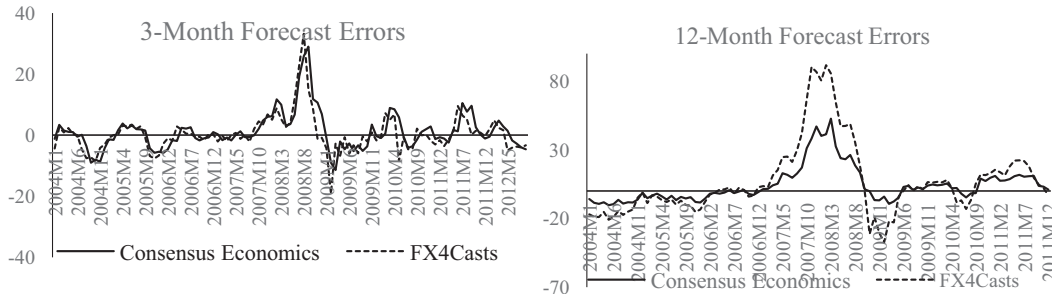 3-Month Forecast Errors
40
20
0
-20
-40
2004M1
2004M6
2004M11
2005M4
2005M9
2006M2
2006M7
2006M12
2007M5
2007M10
2008M3
2008M8
2009M1
2009M6
2009M11
2010M4
2010M9
2011M2
2011M7
2011M12
2012M5
Consensus Economics
FX4Casts
12-Month Forecast Errors
80
30
-20
-70
2004M1
2004M6
2004M11
2005M4
2005M9
2006M2
2006M7
2006M12
2007M5
2007M10
2008M3
2008M8
2009M1
2009M6
2009M11
2010M4
2010M9
2011M2
2011M7
2011M12
Consensus Economics
FX4Casts